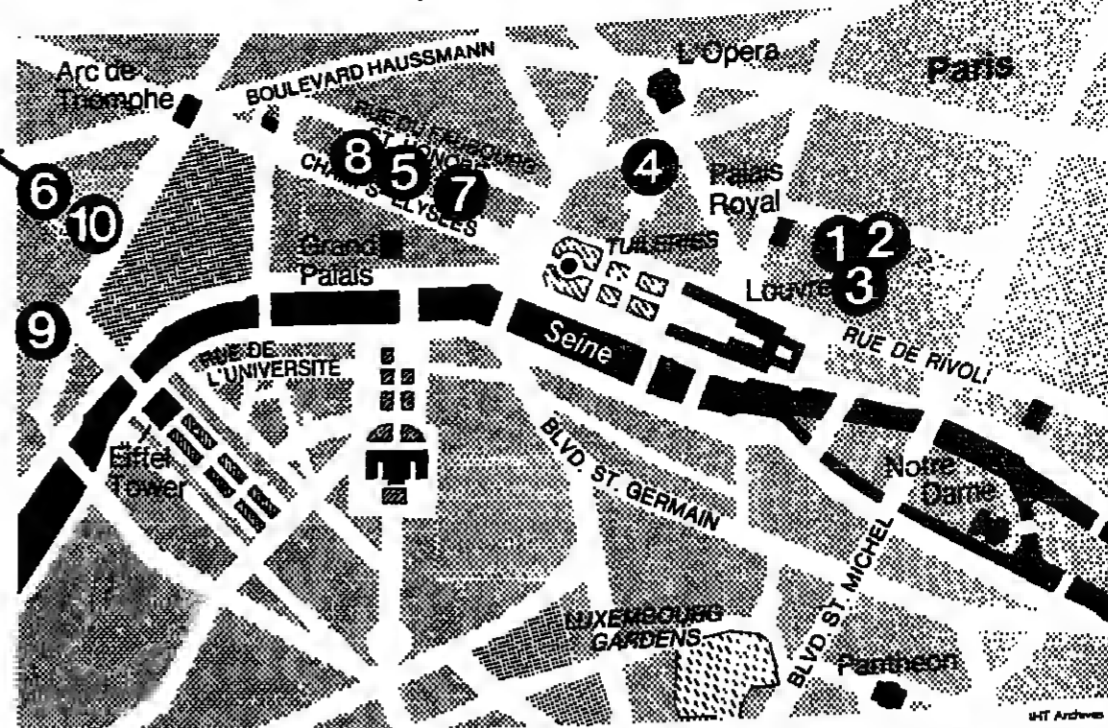 Arc de
Triomphe
BOULEVARD HAUSSMANN
L'Opera
Paris
RUE DU FAUBOURG
ST. HONORE
CHAMPS-ELYSEES
8
5
7
4
6
10
Palais
Royal
1
2
3
Grand
Palais
TUILERIES
Louvre
9
Seine
RUE DE RIVOLI
RUE DE
L'UNIVERSITE
Eiffel
Tower
BLVD. ST. GERMAIN
Notre
Dame
BLVD. ST. MICHEL
LUXEMBOURG
GARDENS
Pantheon
IHT Archives